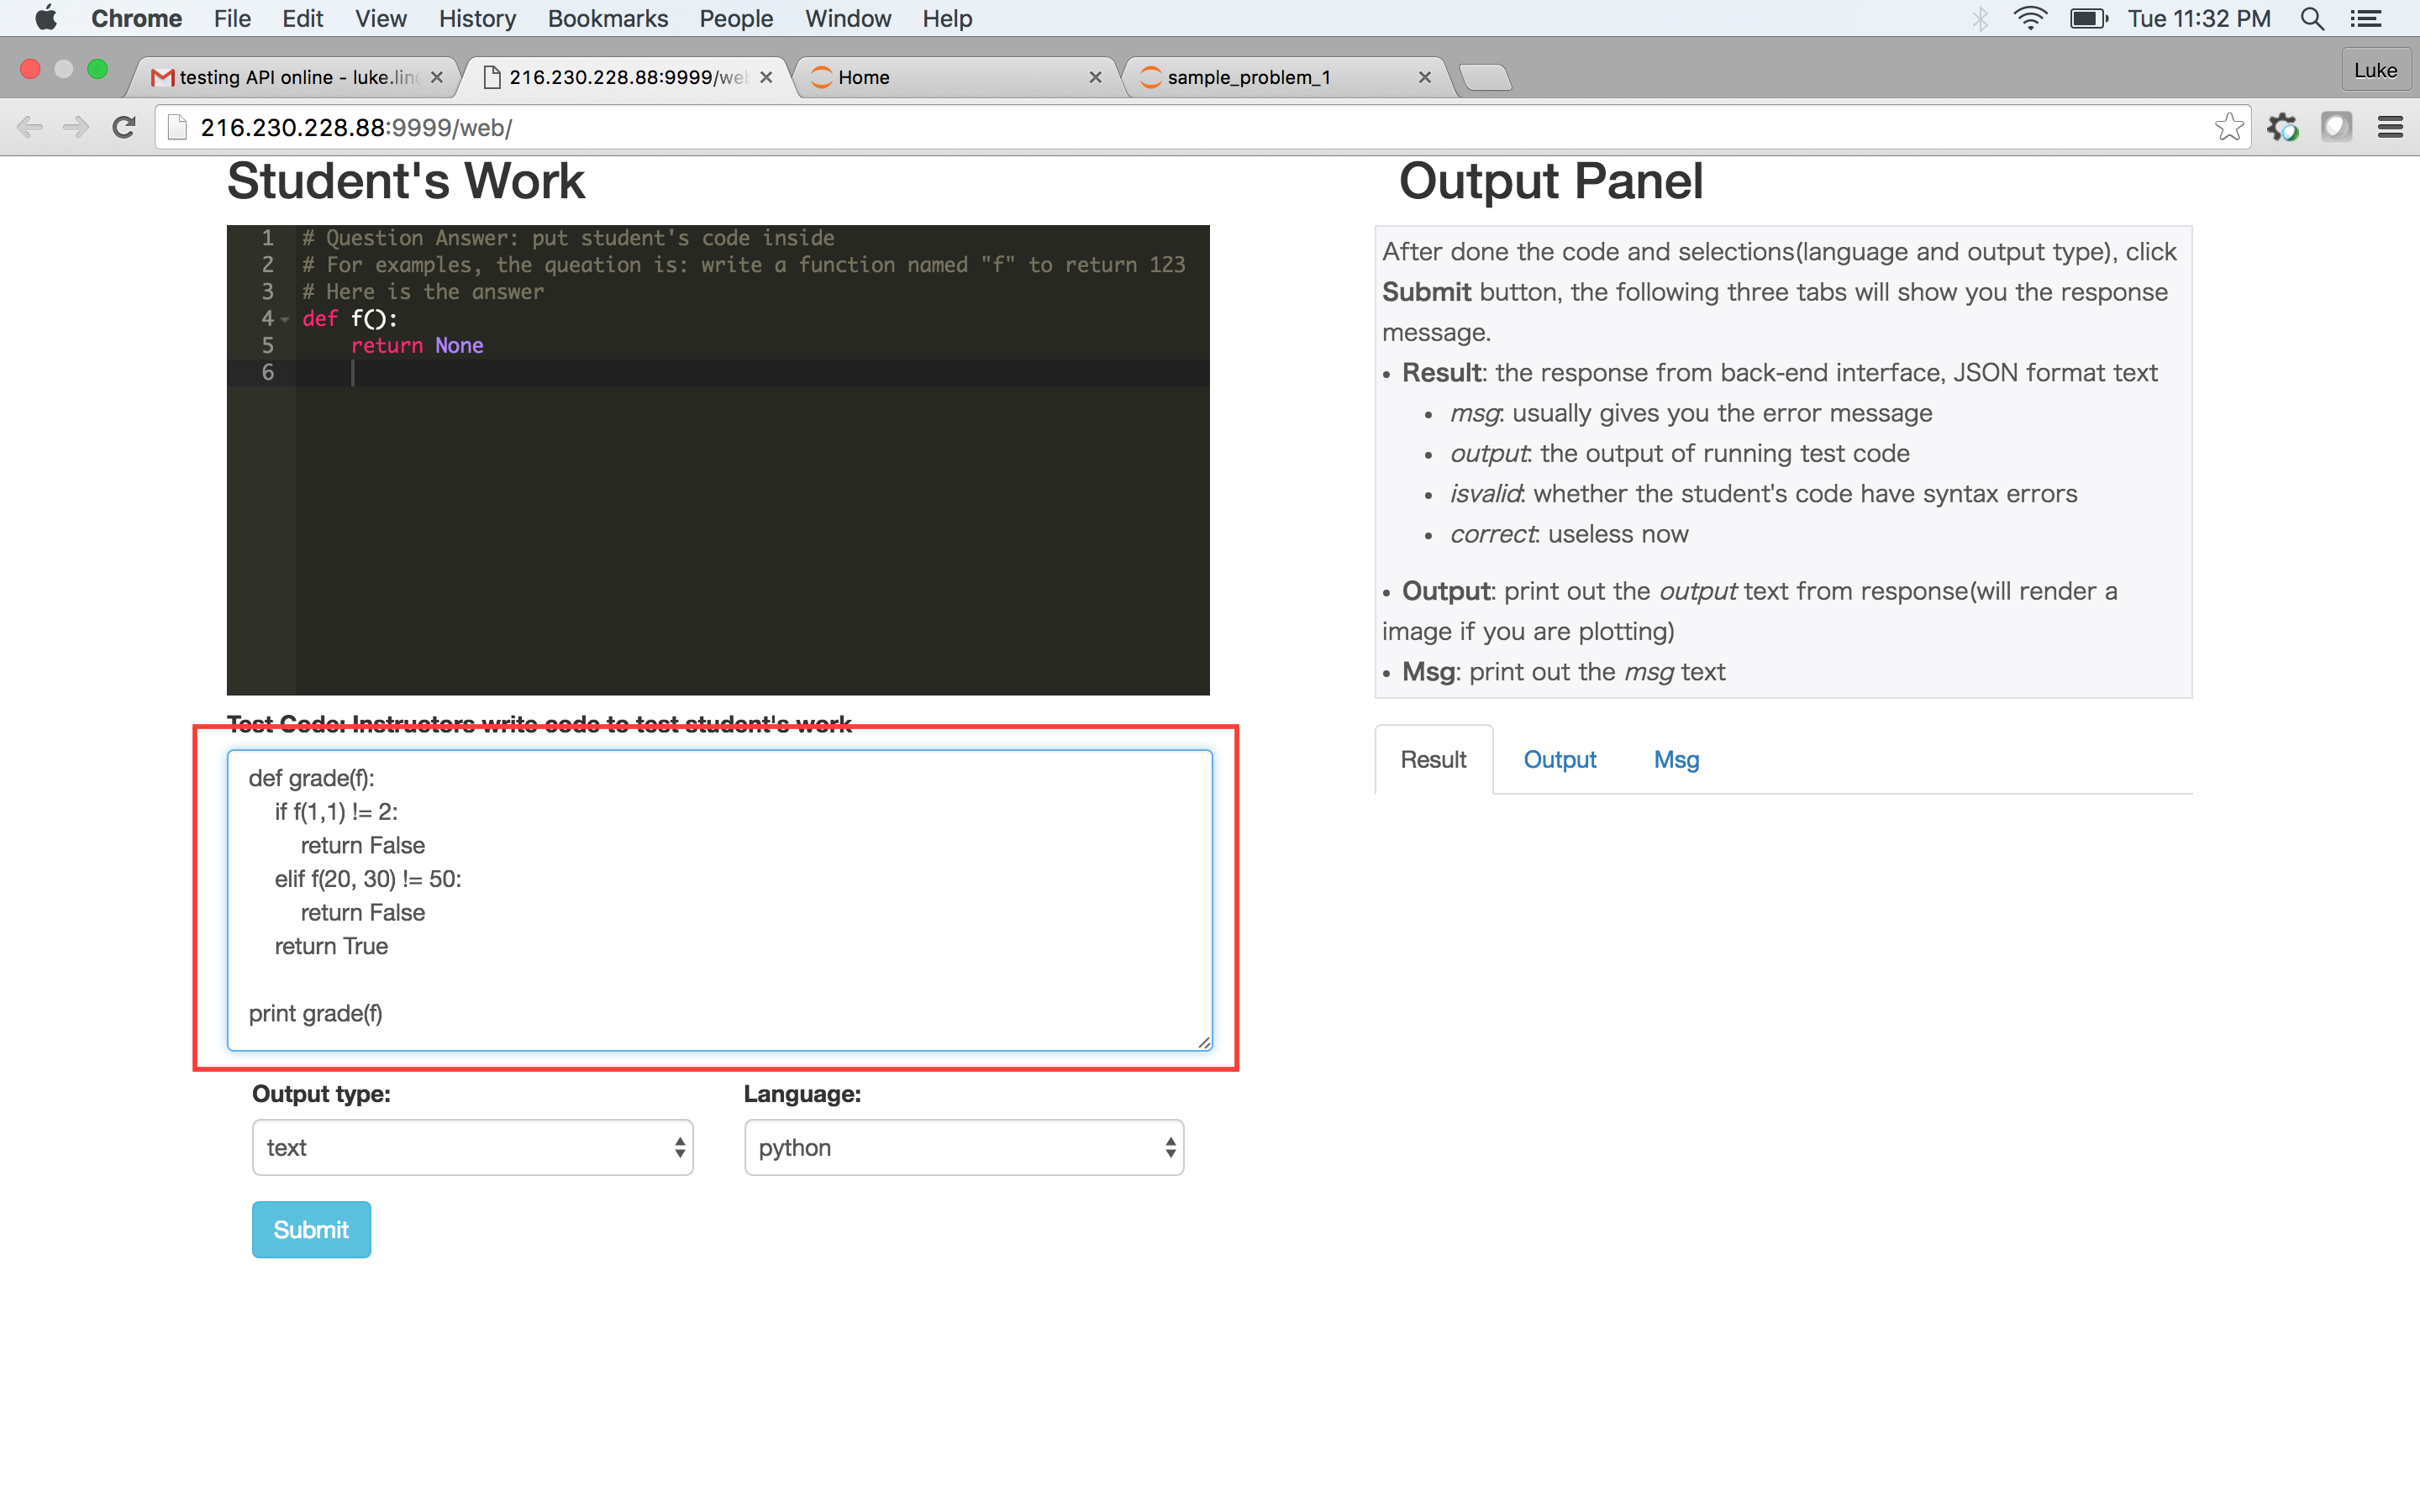 Chrome File Edit View History Bookmarks People Window Help Tue 11:32 PM
testing API online - luke.lin 216.230.228.88:9999/we Home sample_problem_1 Luke
216.230.228.88:9999/web/
Student's Work
1 # Question Answer: put student's code inside
2 # For examples, the queation is: write a function named "f" to return 123
3 # Here is the answer
4 def f():
5 return None
6
Test Code: Instructors write code to test student's work
def grade(f):
if f(1,1) != 2:
return False
elif f(20, 30) != 50:
return False
return True
print grade(f)
Output type: Language:
text python
Submit
Output Panel
After done the code and selections(language and output type), click
Submit button, the following three tabs will show you the response
message.
• Result: the response from back-end interface, JSON format text
• msg: usually gives you the error message
• output: the output of running test code
• isvalid: whether the student's code have syntax errors
• correct: useless now
• Output: print out the output text from response(will render a
image if you are plotting)
• Msg: print out the msg text
Result Output Msg